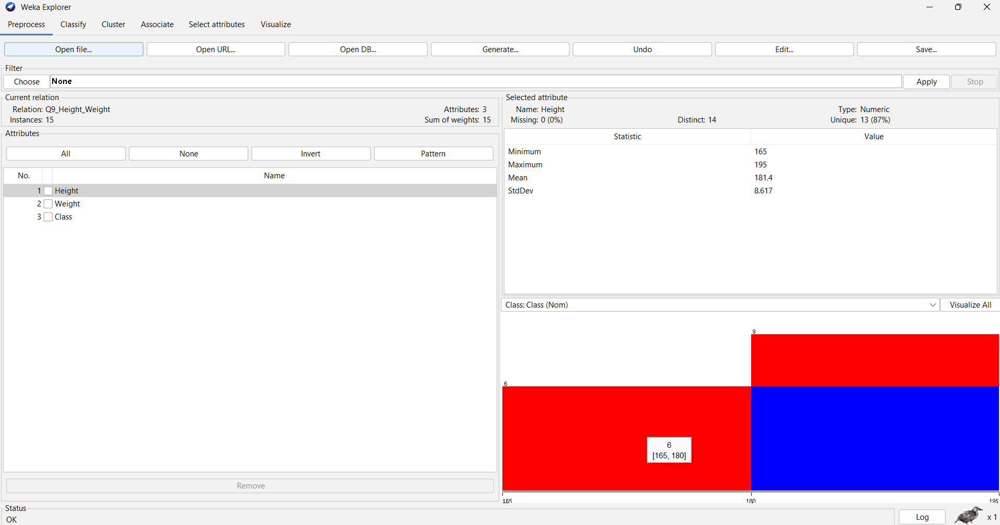 Weka Explorer
Preprocess Classify Cluster Associate Select attributes Visualize
Open file... Open URL... Open DB... Generate... Undo Edit... Save...
Filter
Choose None Apply Stop
Current relation
Relation: Q9_Height_Weight Attributes: 3
Instances: 15 Sum of weights: 15
Attributes
All None Invert Pattern
No. Name
1 Height
2 Weight
3 Class
Remove
Selected attribute
Name: Height Type: Numeric
Missing: 0 (0%) Distinct: 14 Unique: 13 (87%)
Statistic Value
Minimum 165
Maximum 195
Mean 181.4
StdDev 8.617
Class: Class (Nom) Visualize All
9
6
6
[165, 180]
165 180 195
Status
OK Log x 1